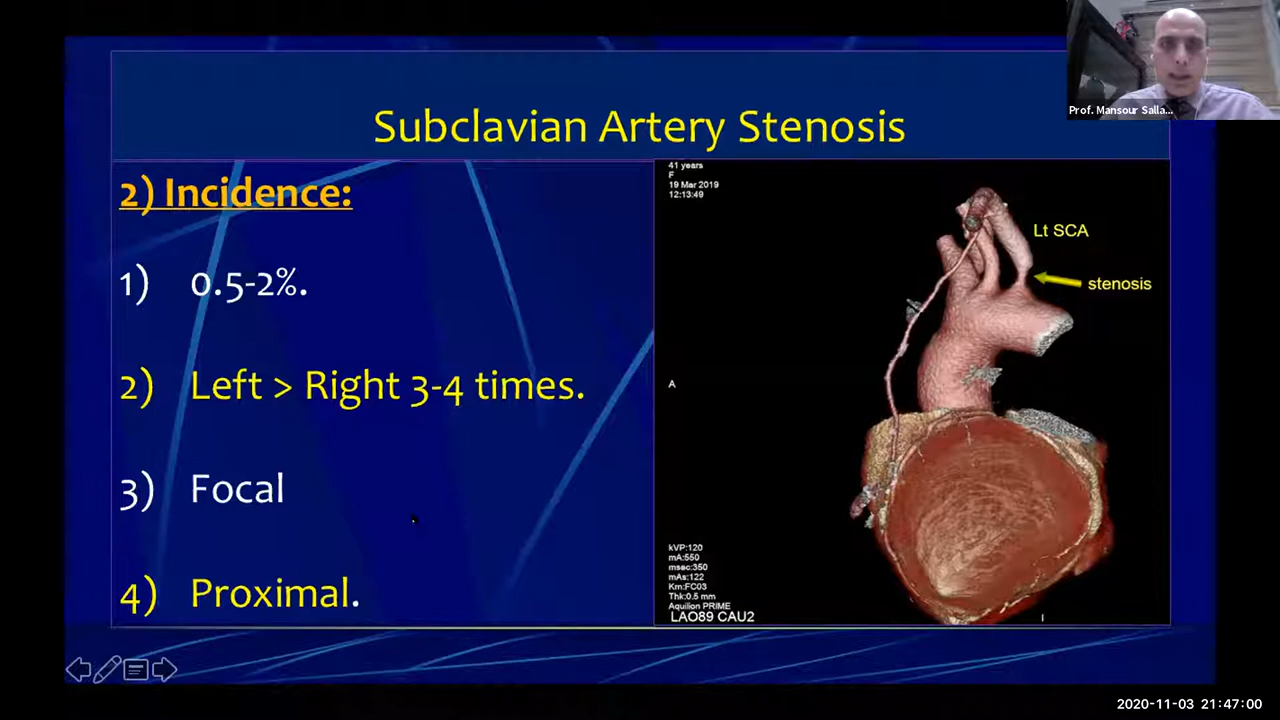 Prof. Mansour Salla...
Subclavian Artery Stenosis
2) Incidence:
1) 0.5-2%.
2) Left > Right 3-4 times.
3) Focal
4) Proximal.
41 years
F
19 Mar 2019
12:13:49
Lt SCA
stenosis
A
kVP:120
mA:550
msec:350
mAs:122
Km:FC03
Thk:0.5 mm
Aquilion PRIME
LAO89 CAU2
I
2020-11-03 21:47:00